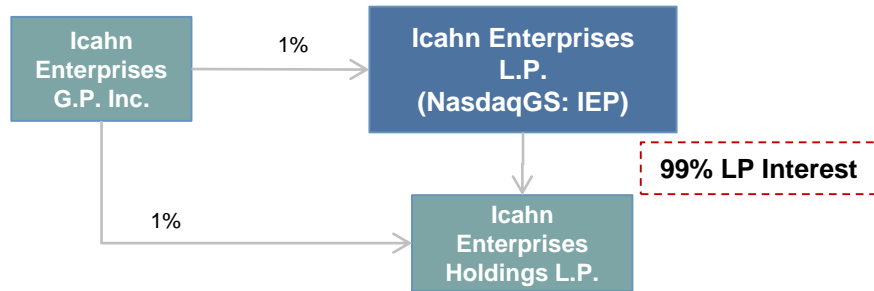 Icahn
Enterprises
G.P. Inc.
1%
Icahn Enterprises
L.P.
(NasdaqGS: IEP)
99% LP Interest
1%
Icahn
Enterprises
Holdings L.P.